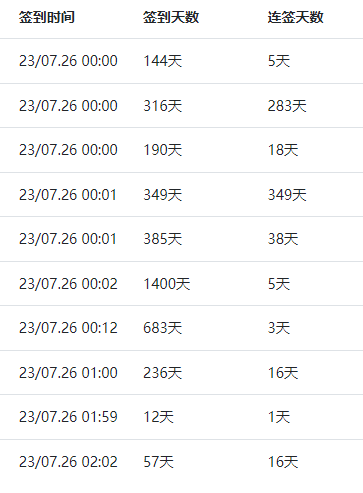 签到时间 签到天数 连签天数
23/07.26 00:00 144天 5天
23/07.26 00:00 316天 283天
23/07.26 00:00 190天 18天
23/07.26 00:01 349天 349天
23/07.26 00:01 385天 38天
23/07.26 00:02 1400天 5天
23/07.26 00:12 683天 3天
23/07.26 01:00 236天 16天
23/07.26 01:59 12天 1天
23/07.26 02:02 57天 16天